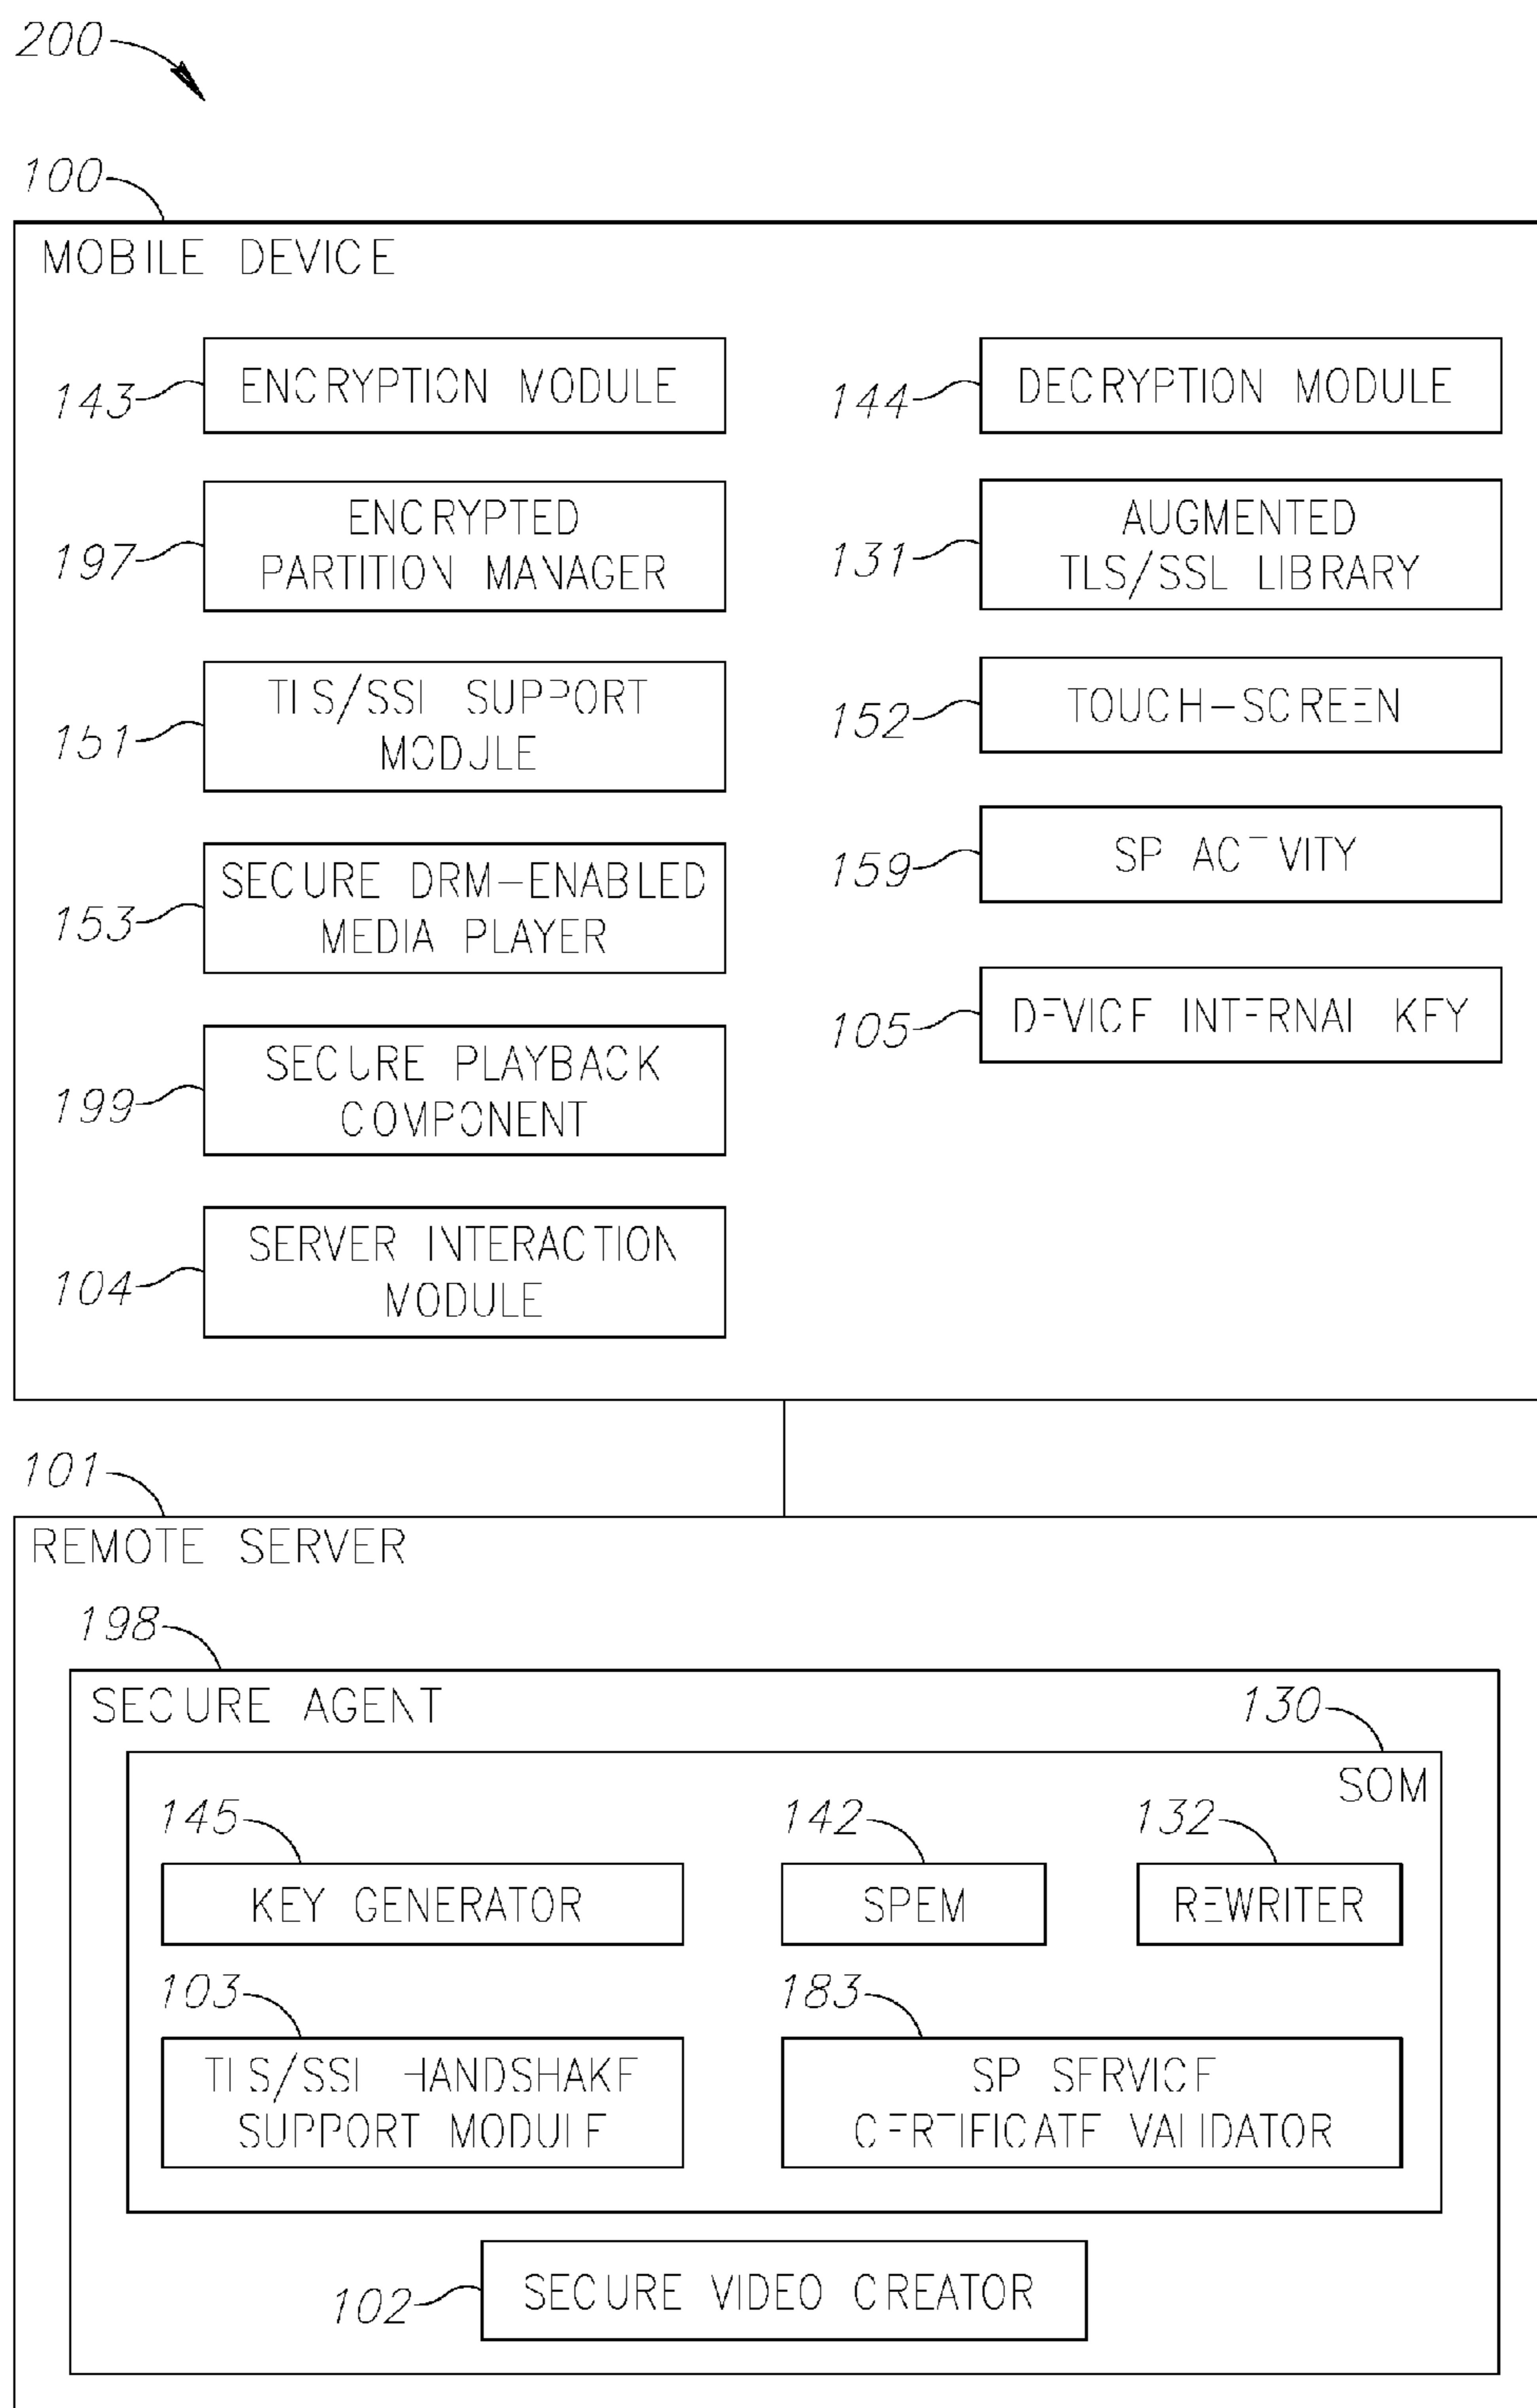 200
100
MOBILE DEVICE
143
ENCRYPTION MODULE
144
DECRYPTION MODULE
197
ENCRYPTED
PARTITION MANAGER
131
AUGMENTED
TLS/SSL LIBRARY
151
TLS/SSL SUPPORT
MODULE
152
TOUCH-SCREEN
153
SECURE DRM-ENABLED
MEDIA PLAYER
159
SP ACTIVITY
199
SECURE PLAYBACK
COMPONENT
105
DEVICE INTERNAL KEY
104
SERVER INTERACTION
MODULE
101
REMOTE SERVER
198
SECURE AGENT
130
SOM
145
KEY GENERATOR
142
SPEM
132
REWRITER
103
TLS/SSL HANDSHAKE
SUPPORT MODULE
183
SP SERVICE
CERTIFICATE VALIDATOR
102
SECURE VIDEO CREATOR